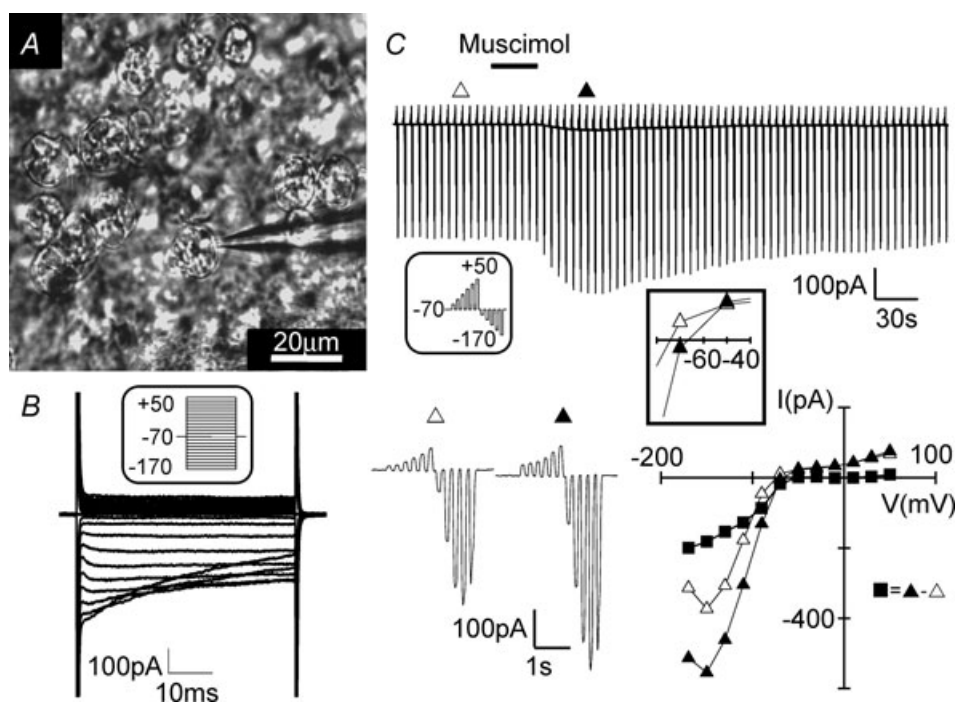 A
20μm
B
+50
-70
-170
100pA
10ms
C
Muscimol
△ ▲
+50
-70
-170
100pA
30s
-60 -40
△ ▲
100pA
1s
I(pA)
-200 100
V(mV)
-400
■=▲-△